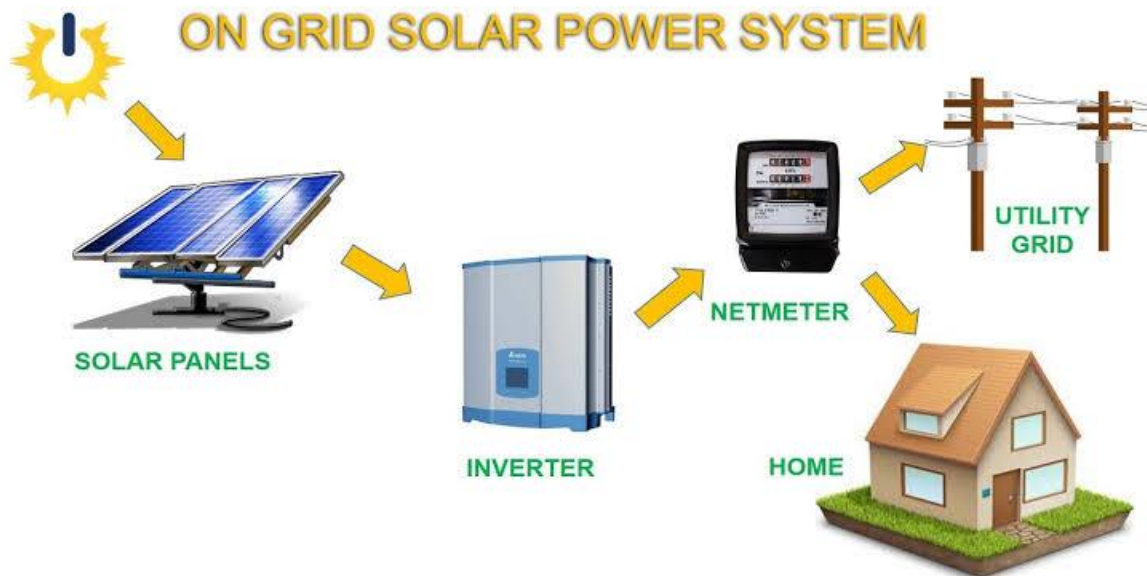 ON GRID SOLAR POWER SYSTEM
UTILITY
GRID
NETMETER
SOLAR PANELS
INVERTER
HOME